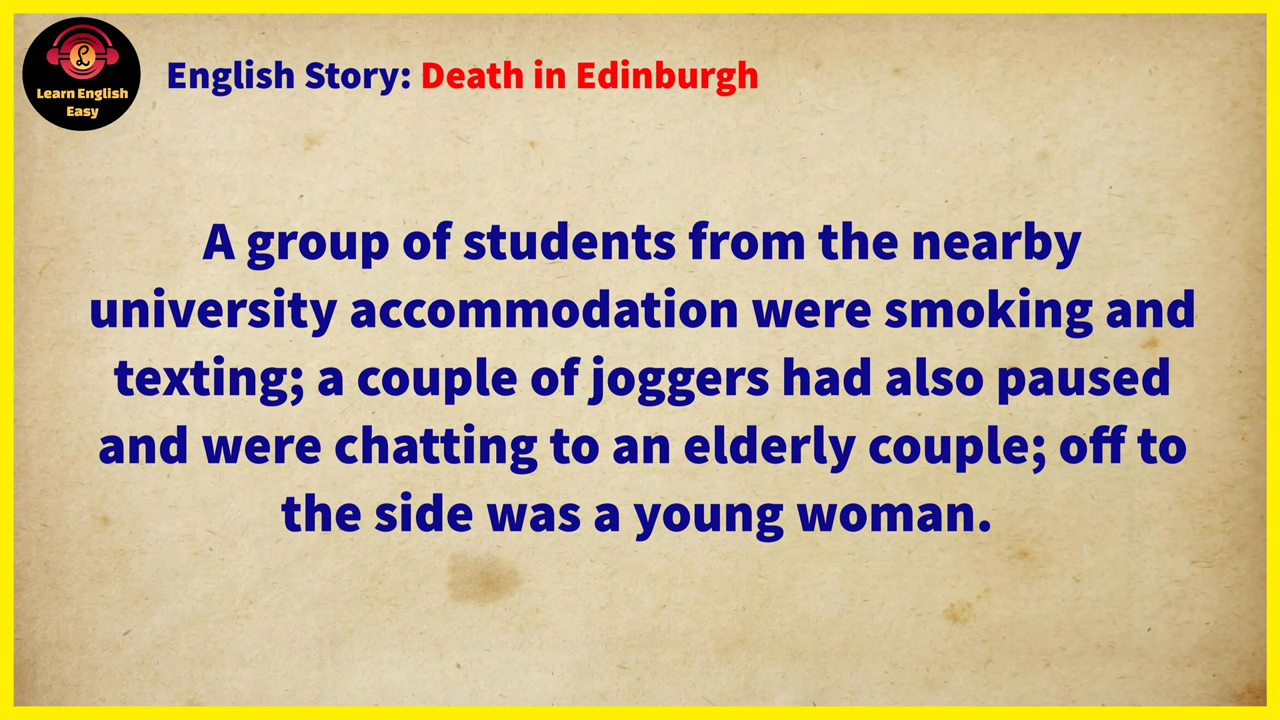 Learn English
Easy
English Story: Death in Edinburgh
A group of students from the nearby
university accommodation were smoking and
texting; a couple of joggers had also paused
and were chatting to an elderly couple; off to
the side was a young woman.